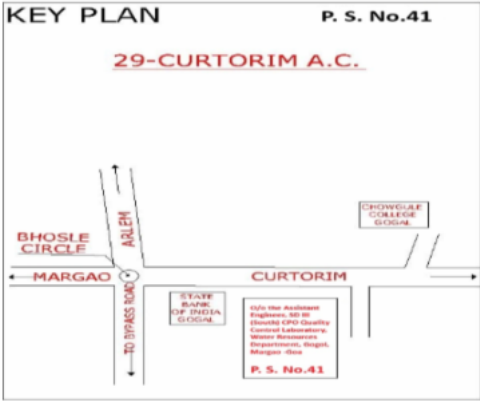 KEY PLAN
P. S. No.41
29-CURTORIM A.C.
ARLEM
CHOWGULE
COLLEGE
GOGAL
BHOSLE
CIRCLE
MARGAO
CURTORIM
TO BYPASS ROAD
STATE
BANK
OF INDIA
GOGAL
O/o the Assistant
Engineer, SD III
(South) CPO Quality
Control Laboratory,
Water Resources
Department, Gogol,
Margao -Goa
P. S. No.41